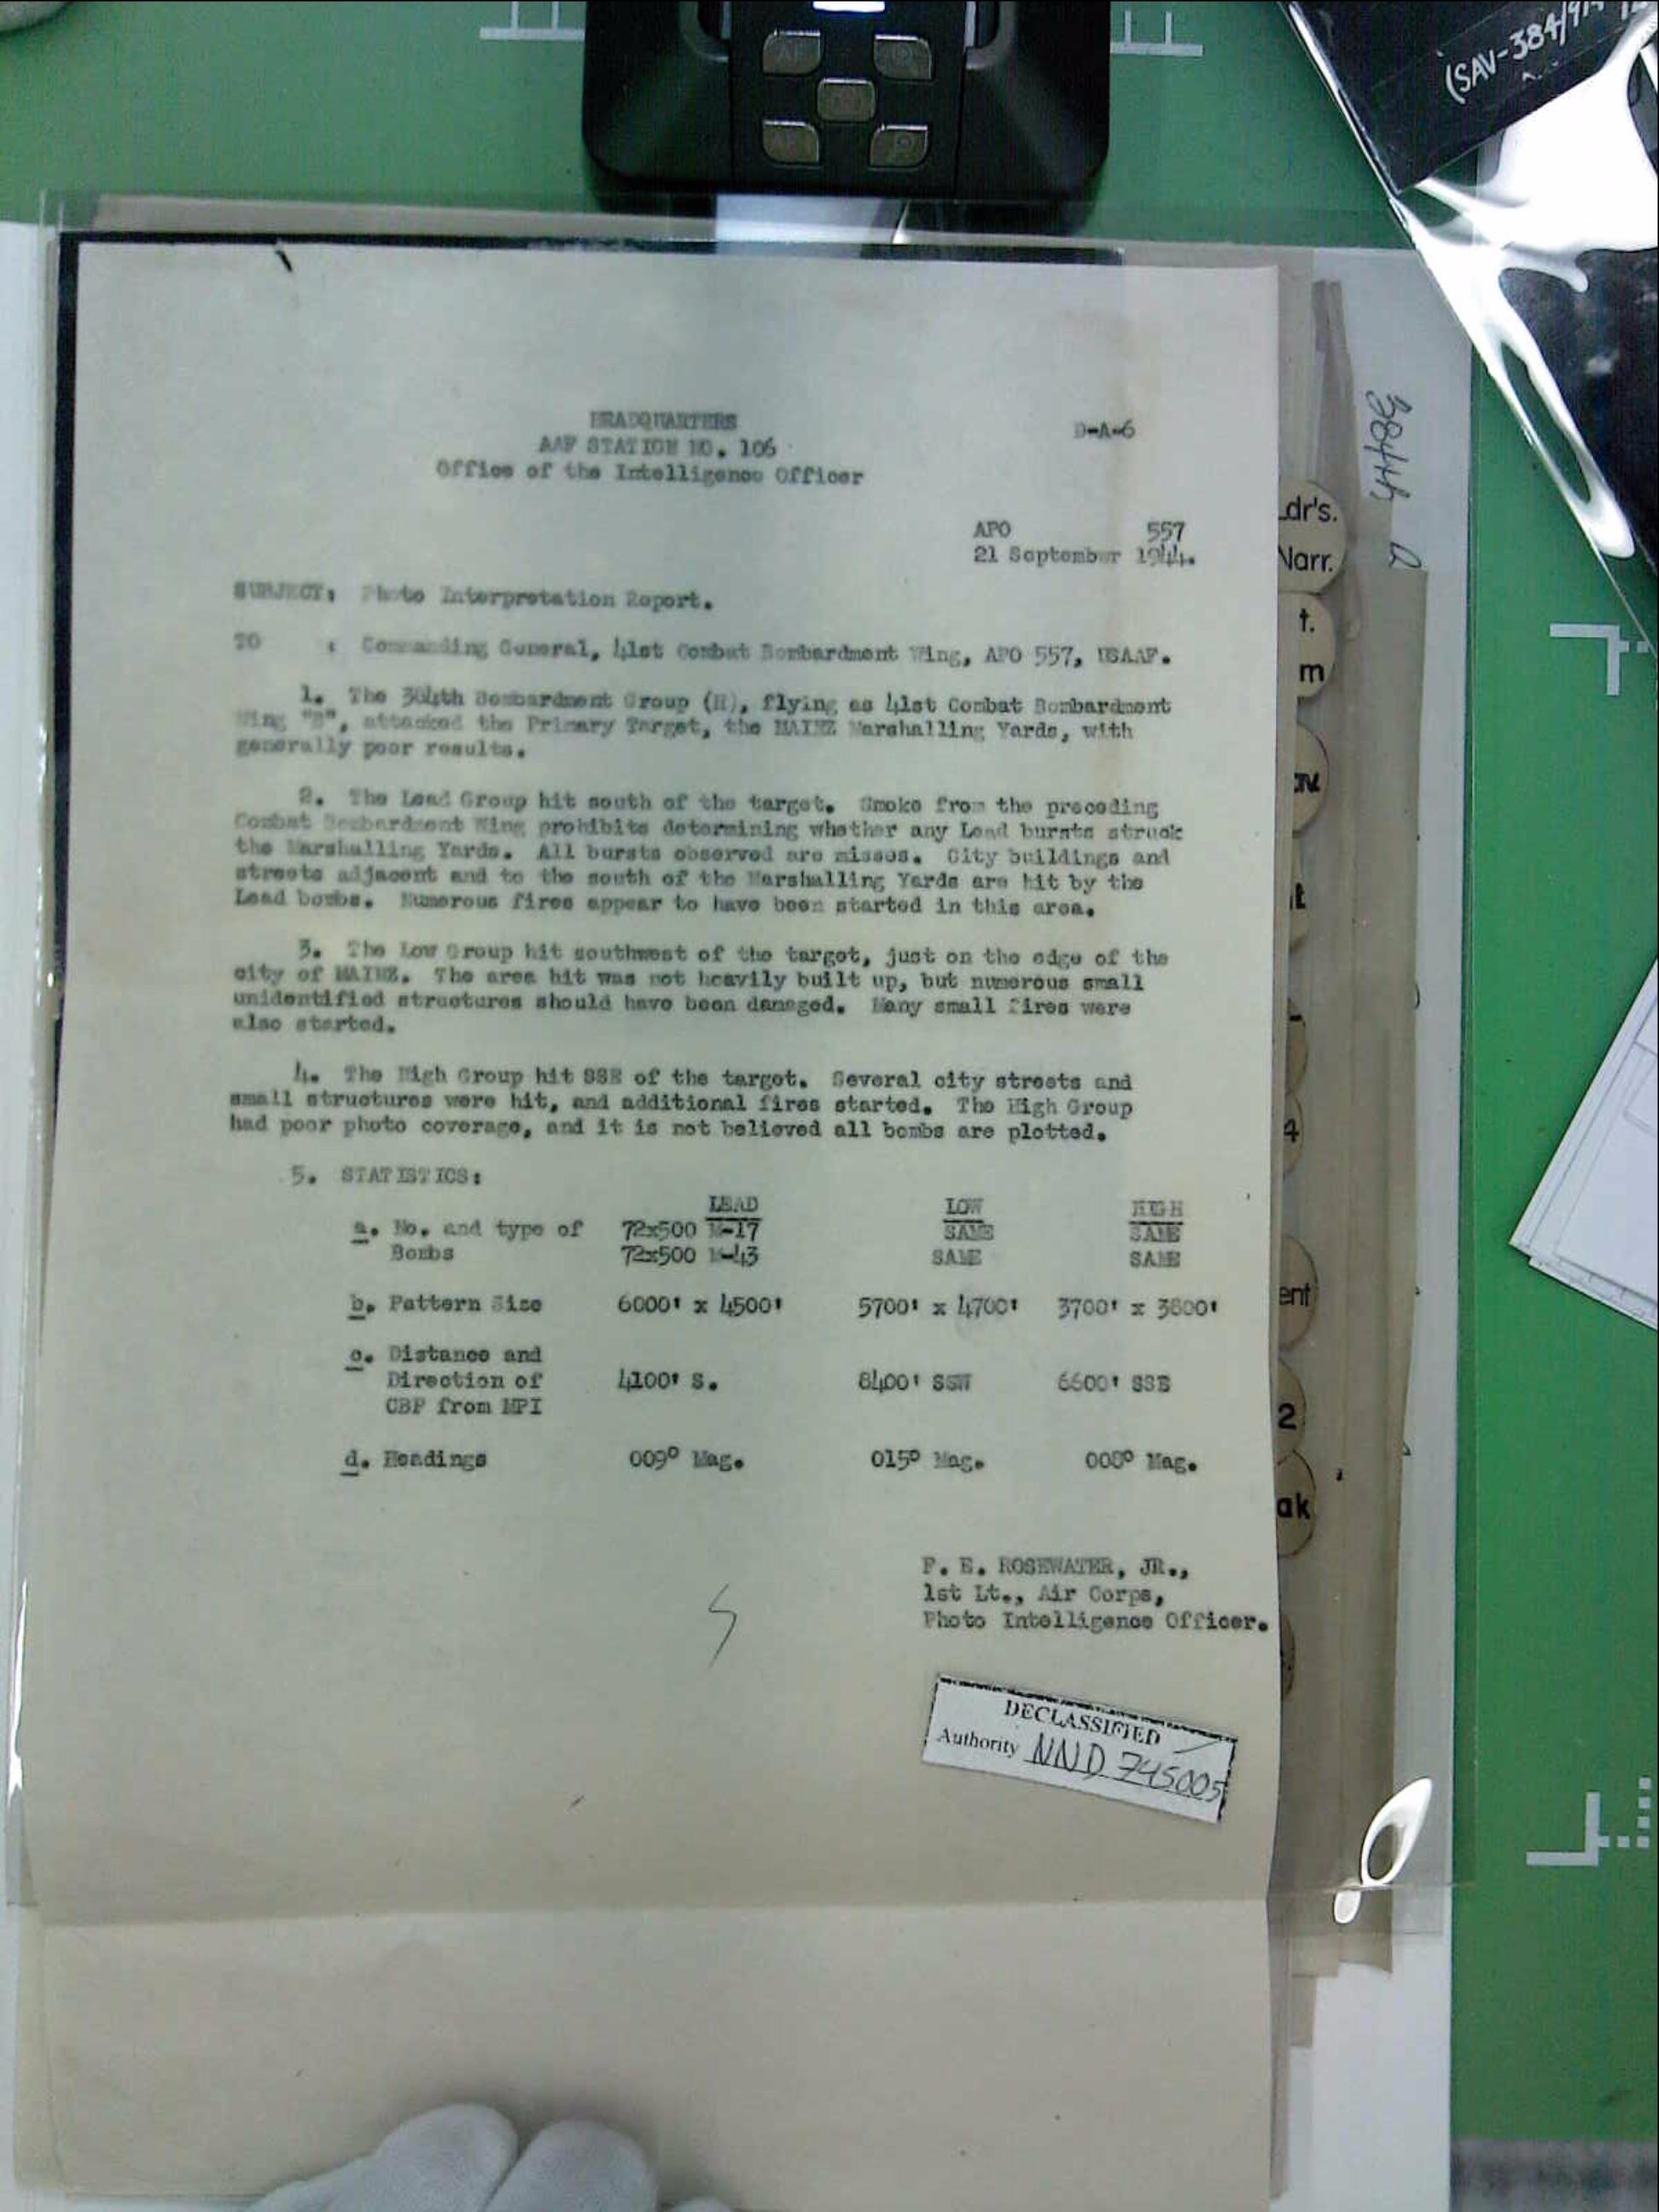 (SAV-384/
HEADQUARTERS
D-A-6
AAF STATION NO. 106
Office of the Intelligence Officer
APO 557
21 September 1944.
SUBJECT: Photo Interpretation Report.
TO : Commanding General, 41st Combat Bombardment Wing, APO 557, USAAF.
1. The 384th Bombardment Group (H), flying as 41st Combat Bombardment
Wing "B", attacked the Primary Target, the MAINZ Marshalling Yards, with
generally poor results.
2. The Lead Group hit south of the target. Smoke from the preceding
Combat Bombardment Wing prohibits determining whether any Lead bursts struck
the Marshalling Yards. All bursts observed are misses. City buildings and
streets adjacent and to the south of the Marshalling Yards are hit by the
Lead bombs. Numerous fires appear to have been started in this area.
3. The Low Group hit southwest of the target, just on the edge of the
city of MAINZ. The area hit was not heavily built up, but numerous small
unidentified structures should have been damaged. Many small fires were
also started.
4. The High Group hit SSE of the target. Several city streets and
small structures were hit, and additional fires started. The High Group
had poor photo coverage, and it is not believed all bombs are plotted.
5. STATISTICS:
LEAD LOW HIGH
a. No. and type of 72x500 M-17 SAME SAME
Bombs 72x500 M-43 SAME SAME
b. Pattern Size 6000' x 4500' 5700' x 4700' 3700' x 3800'
c. Distance and
Direction of 4100' S. 8400' SSW 6600' SSE
CBP from MPI
d. Headings 009° Mag. 015° Mag. 008° Mag.
F. E. ROSEWATER, JR.,
1st Lt., Air Corps,
Photo Intelligence Officer.
DECLASSIFIED
Authority NND 745005
Ldr's.
Narr.
t.
m
4
ent
2
ak
384th